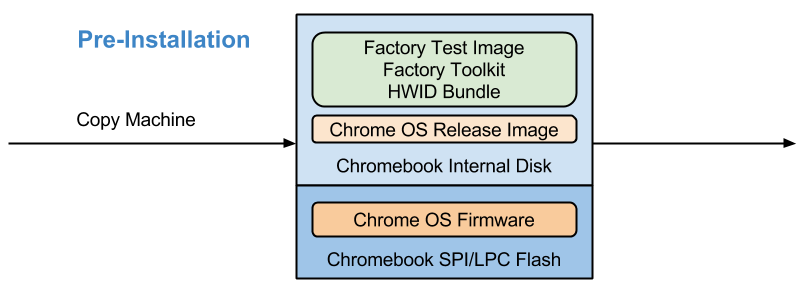 Pre-Installation
Copy Machine
Factory Test Image
Factory Toolkit
HWID Bundle
Chrome OS Release Image
Chromebook Internal Disk
Chrome OS Firmware
Chromebook SPI/LPC Flash